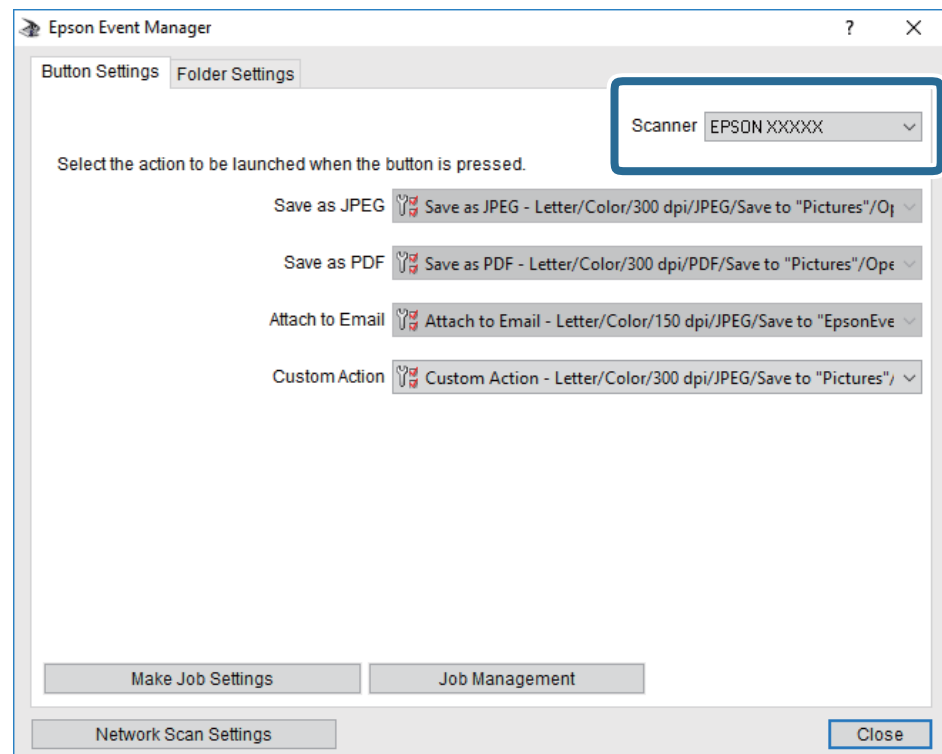 Epson Event Manager
Button Settings Folder Settings
Scanner EPSON XXXXX
Select the action to be launched when the button is pressed.
Save as JPEG Save as JPEG - Letter/Color/300 dpi/JPEG/Save to "Pictures"/Op
Save as PDF Save as PDF - Letter/Color/300 dpi/PDF/Save to "Pictures"/Ope
Attach to Email Attach to Email - Letter/Color/150 dpi/JPEG/Save to "EpsonEve
Custom Action Custom Action - Letter/Color/300 dpi/JPEG/Save to "Pictures"/
Make Job Settings Job Management
Network Scan Settings Close